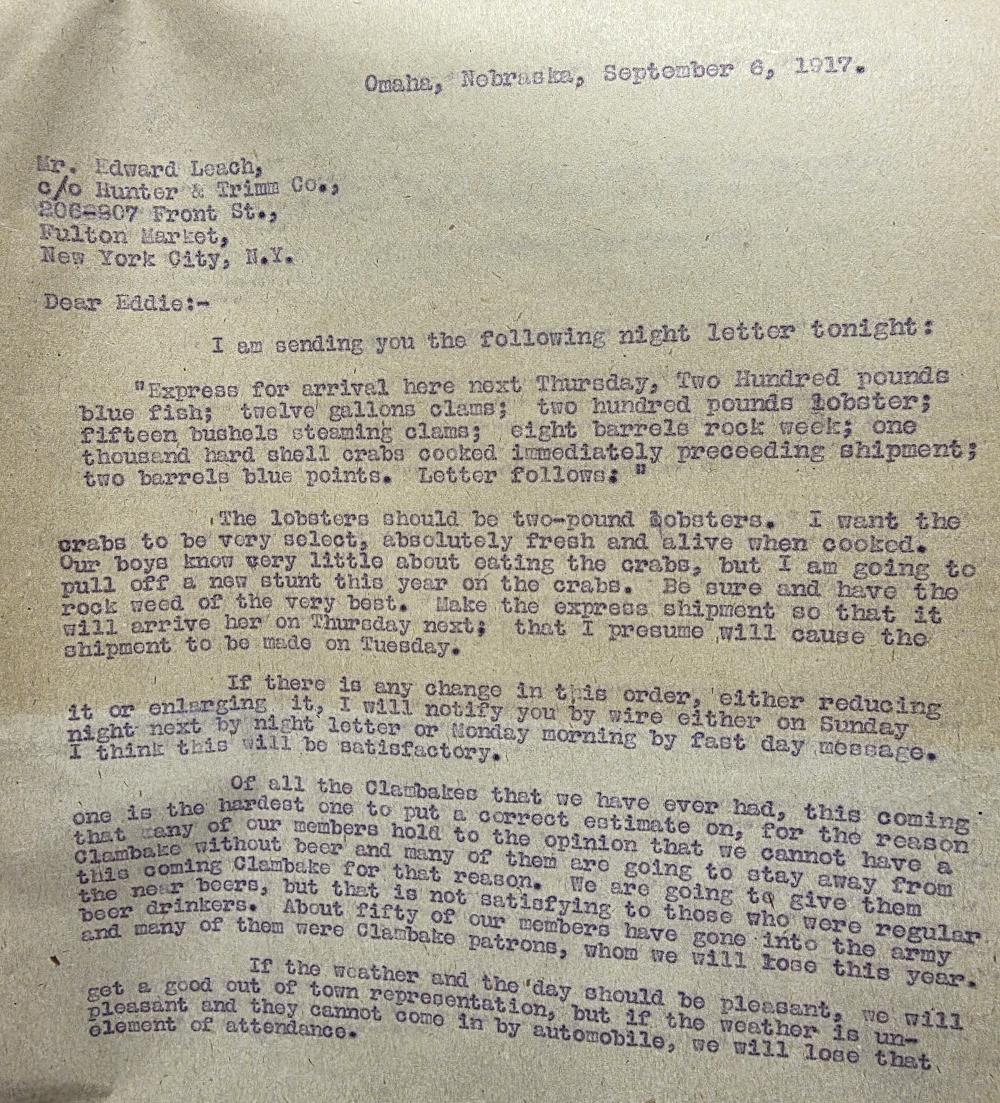 Omaha, Nebraska, September 6, 1917.
Mr. Edward Leach,
c/o Hunter & Trimm Co.,
206-207 Front St.,
Fulton Market,
New York City, N.Y.
Dear Eddie:-
I am sending you the following night letter tonight:
"Express for arrival here next Thursday, Two Hundred pounds
blue fish; twelve gallons clams; two hundred pounds lobster;
fifteen bushels steaming clams; eight barrels rock week; one
thousand hard shell crabs cooked immediately preceeding shipment;
two barrels blue points. Letter follows: "
The lobsters should be two-pound lobsters. I want the
crabs to be very select, absolutely fresh and alive when cooked.
Our boys know very little about eating the crabs, but I am going to
pull off a new stunt this year on the crabs. Be sure and have the
rock weed of the very best. Make the express shipment so that it
will arrive her on Thursday next; that I presume will cause the
shipment to be made on Tuesday.
If there is any change in this order, either reducing
it or enlarging it, I will notify you by wire either on Sunday
night next by night letter or Monday morning by fast day message.
I think this will be satisfactory.
Of all the Clambakes that we have ever had, this coming
one is the hardest one to put a correct estimate on, for the reason
that many of our members hold to the opinion that we cannot have a
Clambake without beer and many of them are going to stay away from
this coming Clambake for that reason. We are going to give them
the near beers, but that is not satisfying to those who were regular
beer drinkers. About fifty of our members have gone into the army
and many of them were Clambake patrons, whom we will lose this year.
If the weather and the day should be pleasant, we will
get a good out of town representation, but if the weather is un-
pleasant and they cannot come in by automobile, we will lose that
element of attendance.